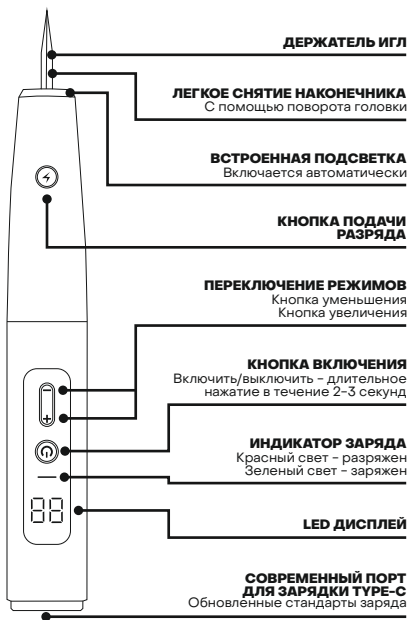 ДЕРЖАТЕЛЬ ИГЛ
ЛЕГКОЕ СНЯТИЕ НАКОНЕЧНИКА
С помощью поворота головки
ВСТРОЕННАЯ ПОДСВЕТКА
Включается автоматически
КНОПКА ПОДАЧИ
РАЗРЯДА
ПЕРЕКЛЮЧЕНИЕ РЕЖИМОВ
Кнопка уменьшения
Кнопка увеличения
КНОПКА ВКЛЮЧЕНИЯ
Включить/выключить – длительное
нажатие в течение 2–3 секунд
ИНДИКАТОР ЗАРЯДА
Красный свет – разряжен
Зеленый свет – заряжен
88
LED ДИСПЛЕЙ
СОВРЕМЕННЫЙ ПОРТ
ДЛЯ ЗАРЯДКИ TYPE-C
Обновленные стандарты заряда